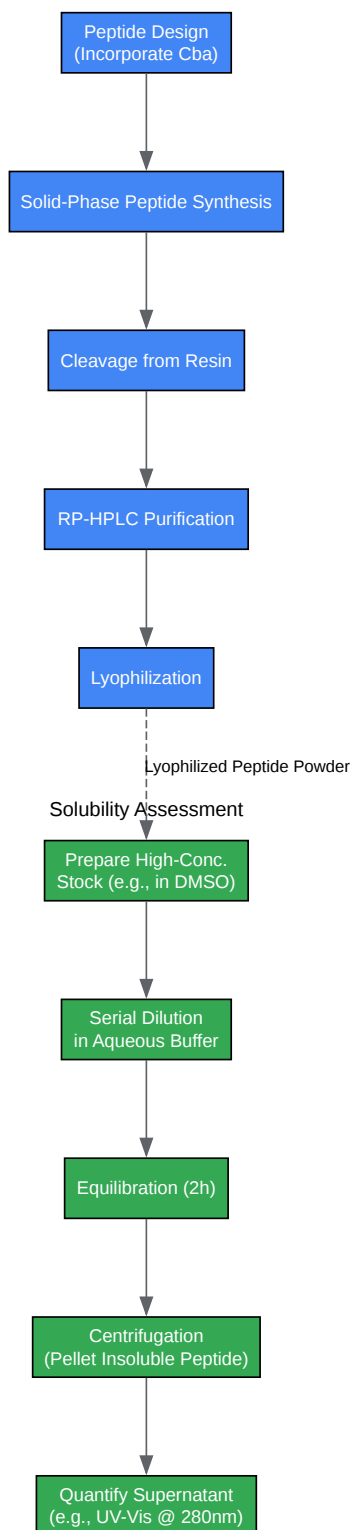 Peptide Design
(Incorporate Cba)
Solid-Phase Peptide Synthesis
Cleavage from Resin
RP-HPLC Purification
Lyophilization
Lyophilized Peptide Powder
Solubility Assessment
Prepare High-Conc.
Stock (e.g., in DMSO)
Serial Dilution
in Aqueous Buffer
Equilibration (2h)
Centrifugation
(Pellet Insoluble Peptide)
Quantify Supernatant
(e.g., UV-Vis @ 280nm)